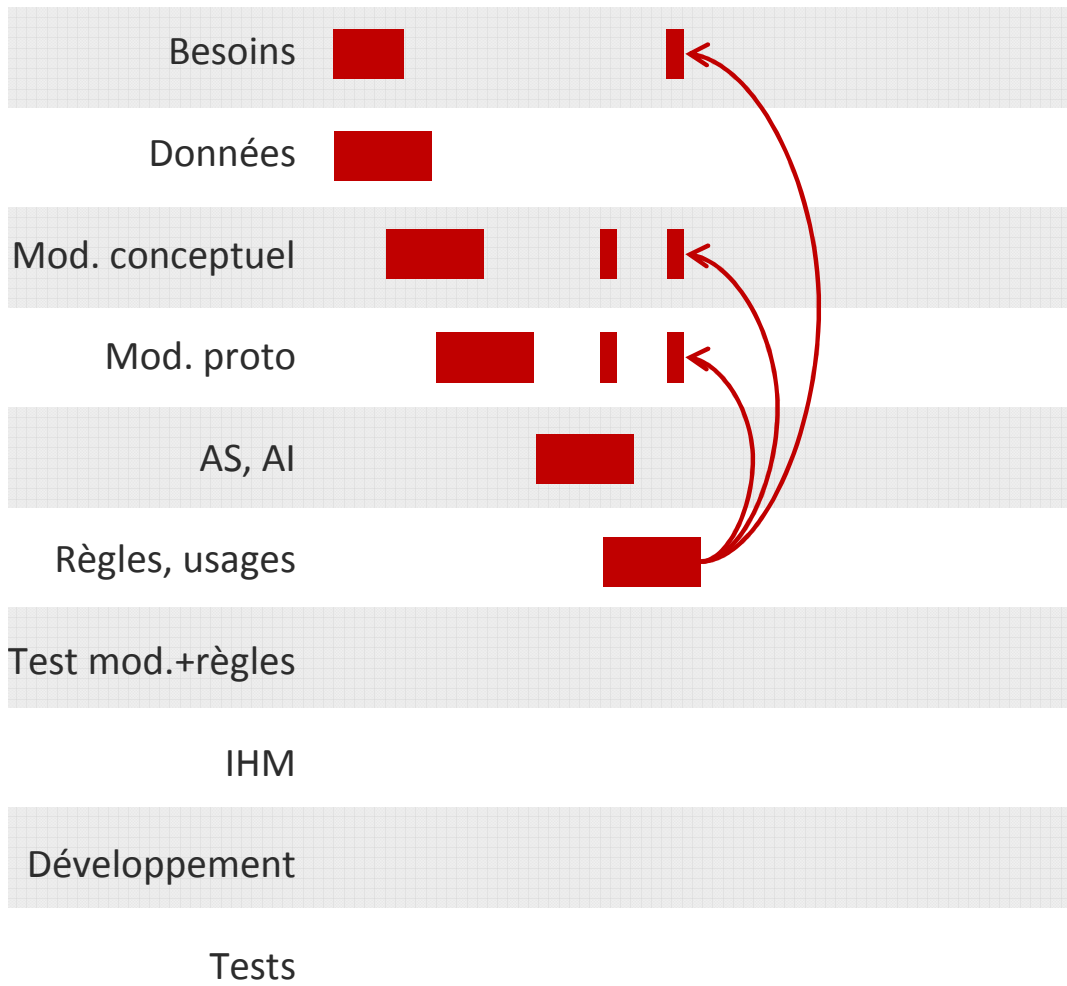 Besoins
Données
Mod. conceptuel
Mod. proto
AS, AI
Règles, usages
Test mod.+règles
IHM
Développement
Tests